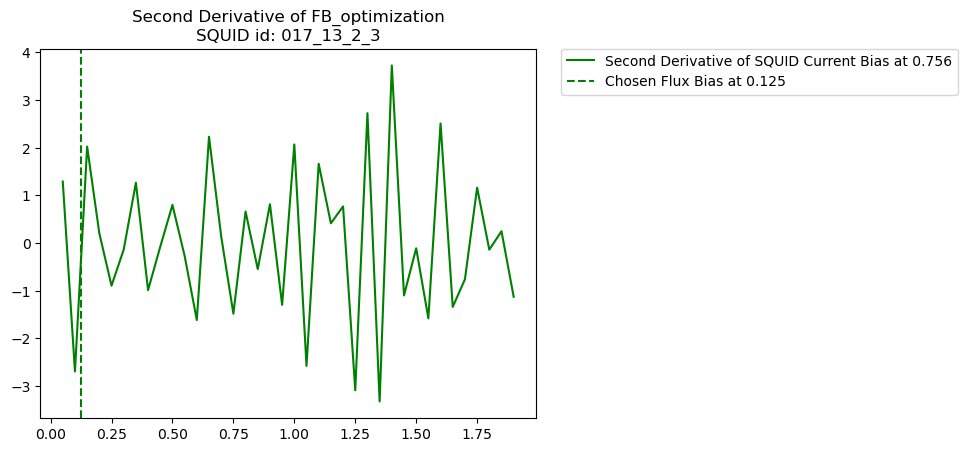 Second Derivative of FB_optimization
SQUID id: 017_13_2_3
Second Derivative of SQUID Current Bias at 0.756
Chosen Flux Bias at 0.125
4
3
2
1
0
−1
−2
−3
0.00 0.25 0.50 0.75 1.00 1.25 1.50 1.75